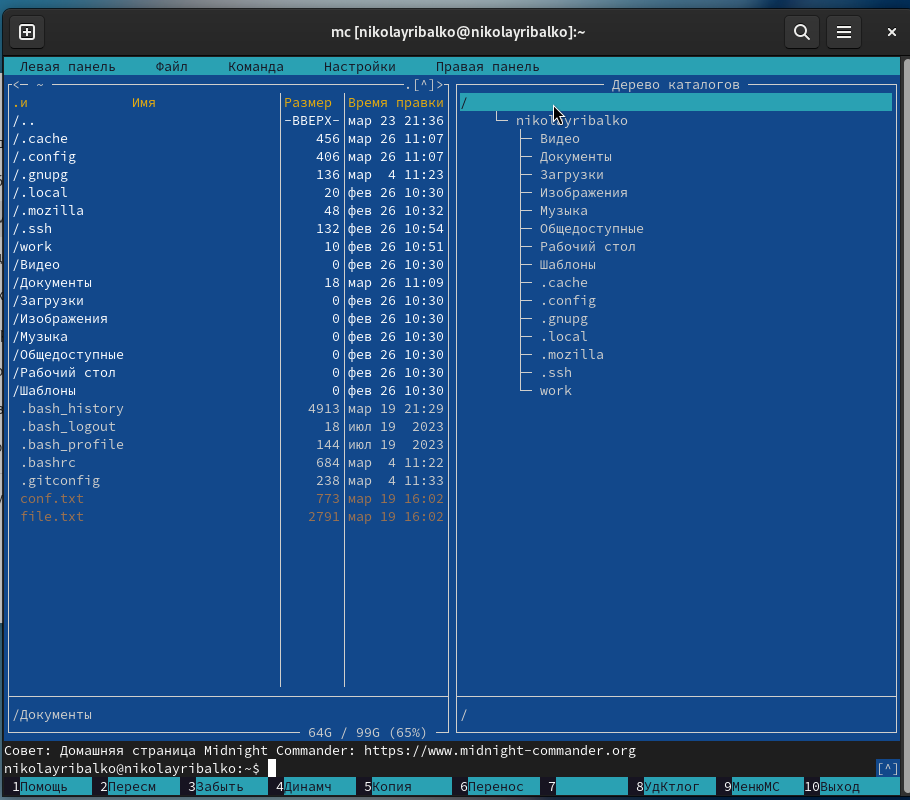 mc [nikolayribalko@nikolayribalko]:~
Левая панель Файл Команда Настройки Правая панель
<─ ~ .[^]>
.и Имя Размер Время правки
/.. -ВВЕРХ- мар 23 21:36
/.cache 456 мар 26 11:07
/.config 406 мар 26 11:07
/.gnupg 136 мар 4 11:23
/.local 20 фев 26 10:30
/.mozilla 48 фев 26 10:32
/.ssh 132 фев 26 10:54
/work 10 фев 26 10:51
/Видео 0 фев 26 10:30
/Документы 18 мар 26 11:09
/Загрузки 0 фев 26 10:30
/Изображения 0 фев 26 10:30
/Музыка 0 фев 26 10:30
/Общедоступные 0 фев 26 10:30
/Рабочий стол 0 фев 26 10:30
/Шаблоны 0 фев 26 10:30
.bash_history 4913 мар 19 21:29
.bash_logout 18 июл 19 2023
.bash_profile 144 июл 19 2023
.bashrc 684 мар 4 11:22
.gitconfig 238 мар 4 11:33
conf.txt 773 мар 19 16:02
file.txt 2791 мар 19 16:02
/Документы
64G / 99G (65%)
Дерево каталогов
/
nikolayribalko
Видео
Документы
Загрузки
Изображения
Музыка
Общедоступные
Рабочий стол
Шаблоны
.cache
.config
.gnupg
.local
.mozilla
.ssh
work
/
Совет: Домашняя страница Midnight Commander: https://www.midnight-commander.org
nikolayribalko@nikolayribalko:~$ [^]
1Помощь 2Пересм 3Забыть 4Динамч 5Копия 6Перенос 7 8УдКтлог 9МенюМС 10Выход